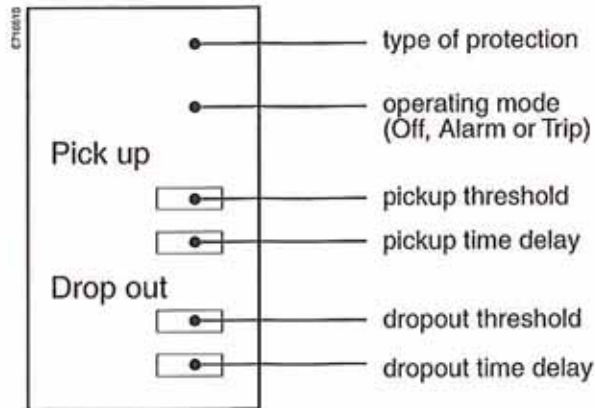 type of protection
operating mode
(Off, Alarm or Trip)
Pick up
pickup threshold
pickup time delay
Drop out
dropout threshold
dropout time delay